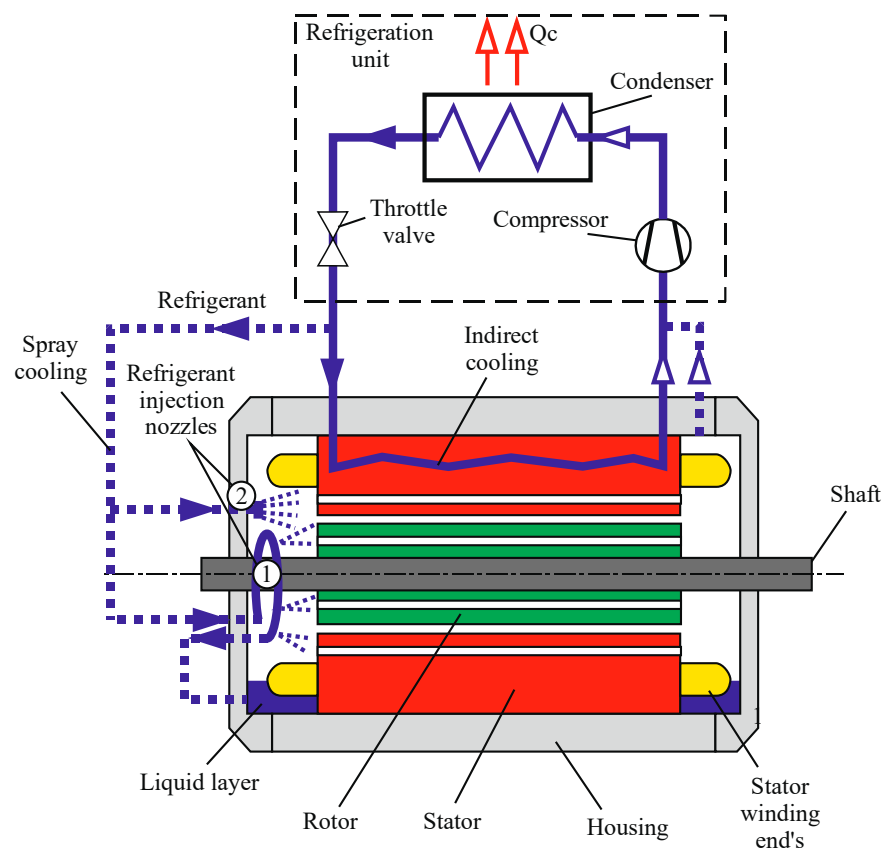 Refrigeration
unit
Qc
Condenser
Throttle
valve
Compressor
Refrigerant
Spray
cooling
Refrigerant
injection
nozzles
Indirect
cooling
2
Shaft
1
1
Liquid layer
Rotor
Stator
Housing
Stator
winding
end's